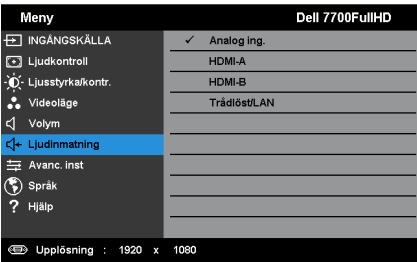 Meny
Dell 7700FullHD
INGÅNGSKÄLLA
Ljudkontroll
Ljusstyrka/kontr.
Videoläge
Volym
Ljudinmatning
Avanc. inst
Språk
? Hjälp
✓ Analog ing.
HDMI-A
HDMI-B
Trådlöst/LAN
Upplösning : 1920 x 1080